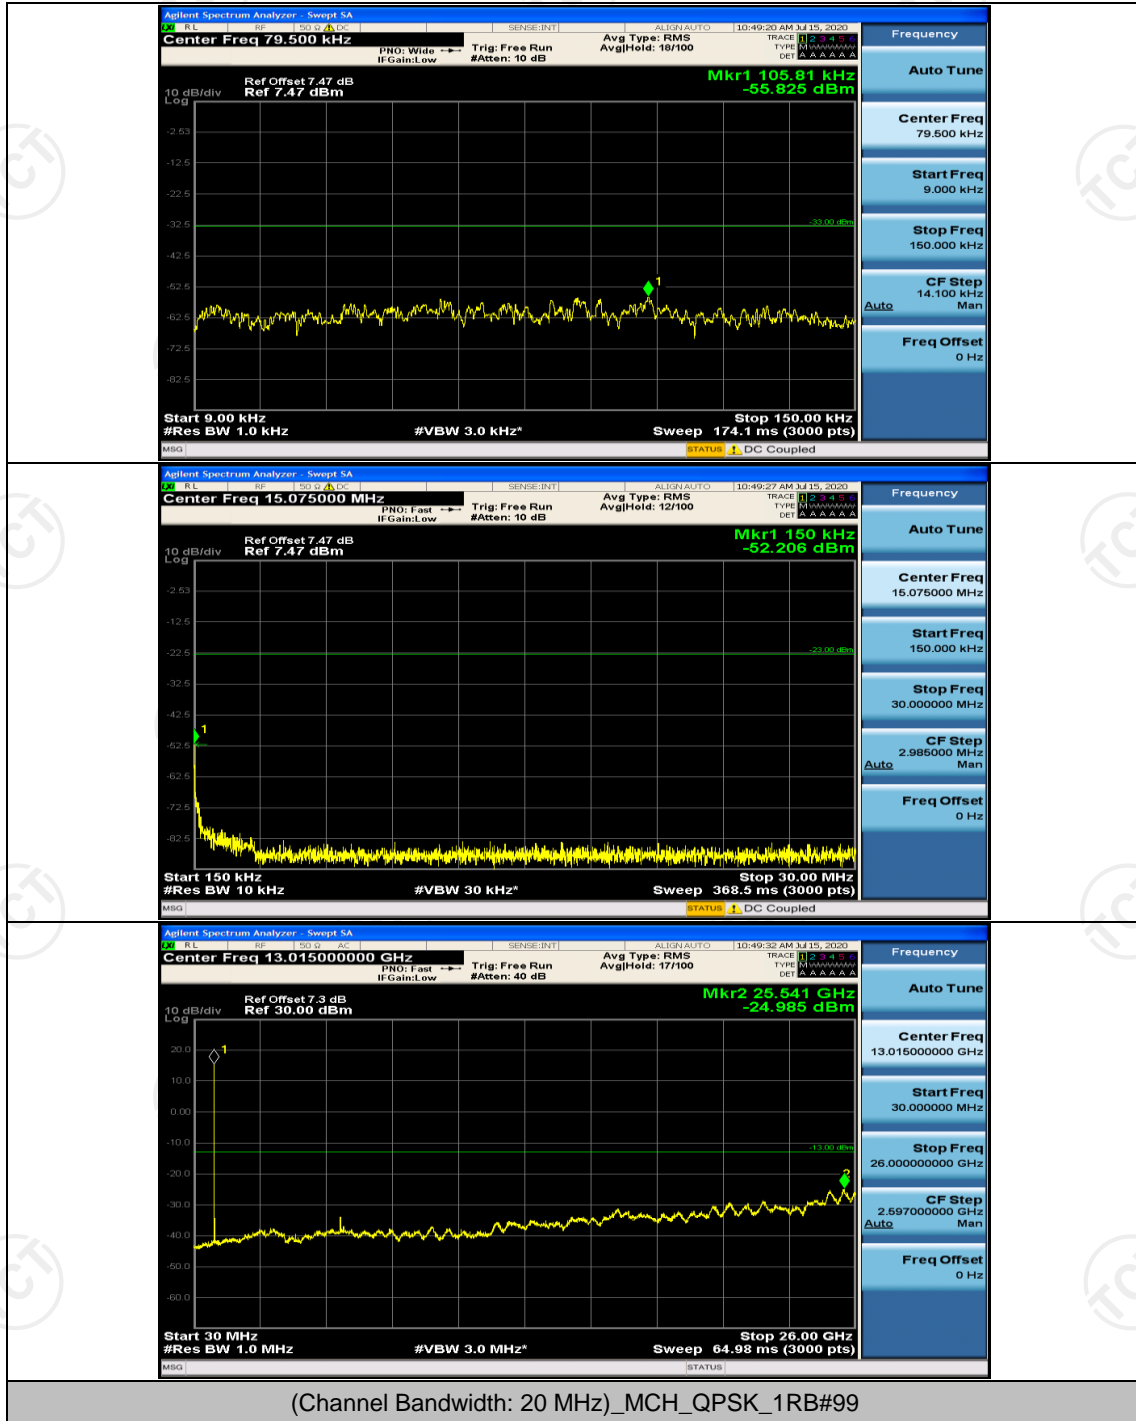 Agilent Spectrum Analyzer - Swept SA
LXI RL RF 50 Ω DC SENSE:INT ALIGN AUTO 10:49:20 AM Jul 15, 2020
Center Freq 79.500 kHz
PNO: Wide
IFGain:Low
Trig: Free Run
#Atten: 10 dB
Avg Type: RMS
Avg|Hold: 18/100
TRACE 1 2 3 4 5 6
TYPE M
DET A A A A A A
Mkr1 105.81 kHz
-55.825 dBm
Ref Offset 7.47 dB
10 dB/div Ref 7.47 dBm
Log
-2.53
-12.5
-22.5
-32.5
-33.00 dBm
-42.5
-52.5
1
-62.5
-72.5
-82.5
Start 9.00 kHz Stop 150.00 kHz
#Res BW 1.0 kHz #VBW 3.0 kHz* Sweep 174.1 ms (3000 pts)
MSG STATUS DC Coupled
Frequency
Auto Tune
Center Freq
79.500 kHz
Start Freq
9.000 kHz
Stop Freq
150.000 kHz
CF Step
14.100 kHz
Auto Man
Freq Offset
0 Hz
Agilent Spectrum Analyzer - Swept SA
LXI RL RF 50 Ω DC SENSE:INT ALIGN AUTO 10:49:27 AM Jul 15, 2020
Center Freq 15.075000 MHz
PNO: Fast
IFGain:Low
Trig: Free Run
#Atten: 10 dB
Avg Type: RMS
Avg|Hold: 12/100
TRACE 1 2 3 4 5 6
TYPE M
DET A A A A A A
Mkr1 150 kHz
-52.206 dBm
Ref Offset 7.47 dB
10 dB/div Ref 7.47 dBm
Log
-2.53
-12.5
-22.5
-23.00 dBm
-32.5
-42.5
1
-52.5
-62.5
-72.5
-82.5
Start 150 kHz Stop 30.00 MHz
#Res BW 10 kHz #VBW 30 kHz* Sweep 368.5 ms (3000 pts)
MSG STATUS DC Coupled
Frequency
Auto Tune
Center Freq
15.075000 MHz
Start Freq
150.000 kHz
Stop Freq
30.000000 MHz
CF Step
2.985000 MHz
Auto Man
Freq Offset
0 Hz
Agilent Spectrum Analyzer - Swept SA
LXI RL RF 50 Ω AC SENSE:INT ALIGN AUTO 10:49:32 AM Jul 15, 2020
Center Freq 13.015000000 GHz
PNO: Fast
IFGain:Low
Trig: Free Run
#Atten: 40 dB
Avg Type: RMS
Avg|Hold: 17/100
TRACE 1 2 3 4 5 6
TYPE M
DET A A A A A A
Mkr2 25.541 GHz
-24.985 dBm
Ref Offset 7.3 dB
10 dB/div Ref 30.00 dBm
Log
1
20.0
10.0
0.00
-10.0
-13.00 dBm
-20.0
2
-30.0
-40.0
-50.0
-60.0
Start 30 MHz Stop 26.00 GHz
#Res BW 1.0 MHz #VBW 3.0 MHz* Sweep 64.98 ms (3000 pts)
MSG STATUS
Frequency
Auto Tune
Center Freq
13.015000000 GHz
Start Freq
30.000000 MHz
Stop Freq
26.000000000 GHz
CF Step
2.597000000 GHz
Auto Man
Freq Offset
0 Hz
(Channel Bandwidth: 20 MHz)_MCH_QPSK_1RB#99